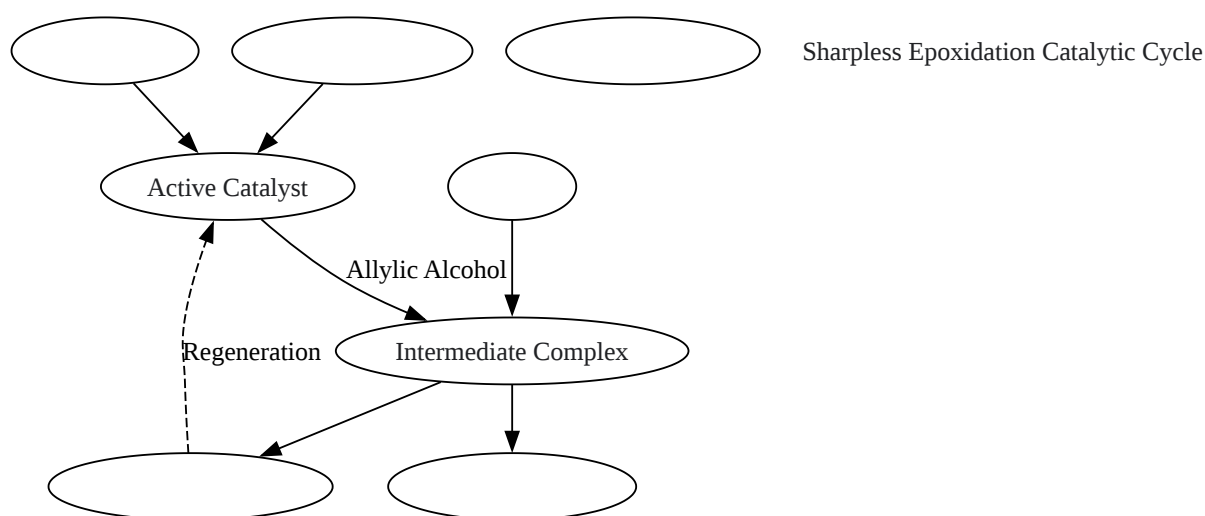 Sharpless Epoxidation Catalytic Cycle
Active Catalyst
Allylic Alcohol
Regeneration
Intermediate Complex